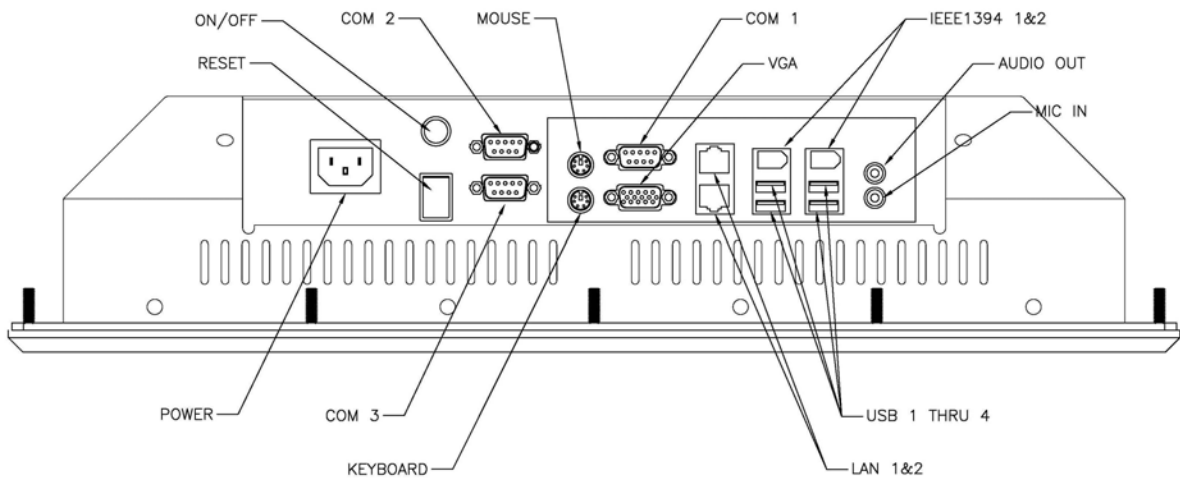 ON/OFF
COM 2
MOUSE
COM 1
IEEE1394 1&2
RESET
VGA
AUDIO OUT
MIC IN
POWER
COM 3
USB 1 THRU 4
KEYBOARD
LAN 1&2